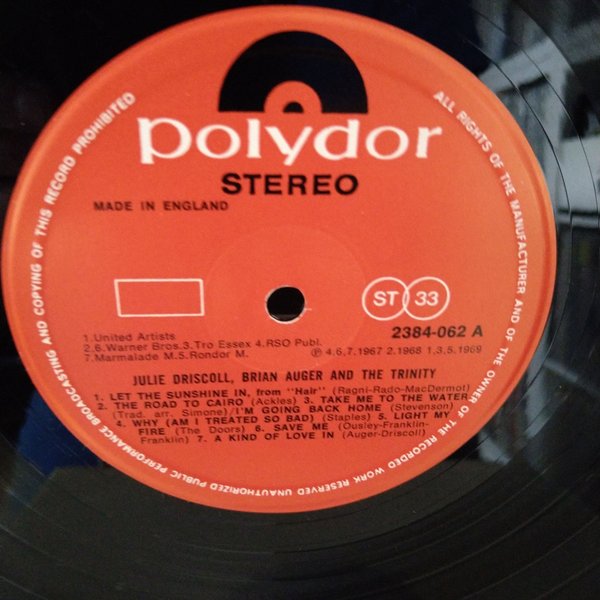 polydor
STEREO
MADE IN ENGLAND
ST 33
2384-062 A
1.United Artists
2.6.Warner Bros.3.Tro Essex 4.RSO Publ.
7.Marmalade M.5.Rondor M.
℗ 4,6,7.1967 2.1968 1,3,5.1969
JULIE DRISCOLL, BRIAN AUGER AND THE TRINITY
1. LET THE SUNSHINE IN, from "Hair" (Ragni-Rado-MacDermot)
2. THE ROAD TO CAIRO (Ackles) 3. TAKE ME TO THE WATER
(Trad. arr. Simone)/I'M GOING BACK HOME (Stevenson)
4. WHY (AM I TREATED SO BAD) (Staples) 5. LIGHT MY
FIRE (The Doors) 6. SAVE ME (Ousley-Franklin-
Franklin) 7. A KIND OF LOVE IN (Auger-Driscoll)
ALL RIGHTS OF THE MANUFACTURER AND OF THE OWNER OF THE RECORDED WORK RESERVED UNAUTHORIZED PUBLIC PERFORMANCE BROADCASTING AND COPYING OF THIS RECORD PROHIBITED